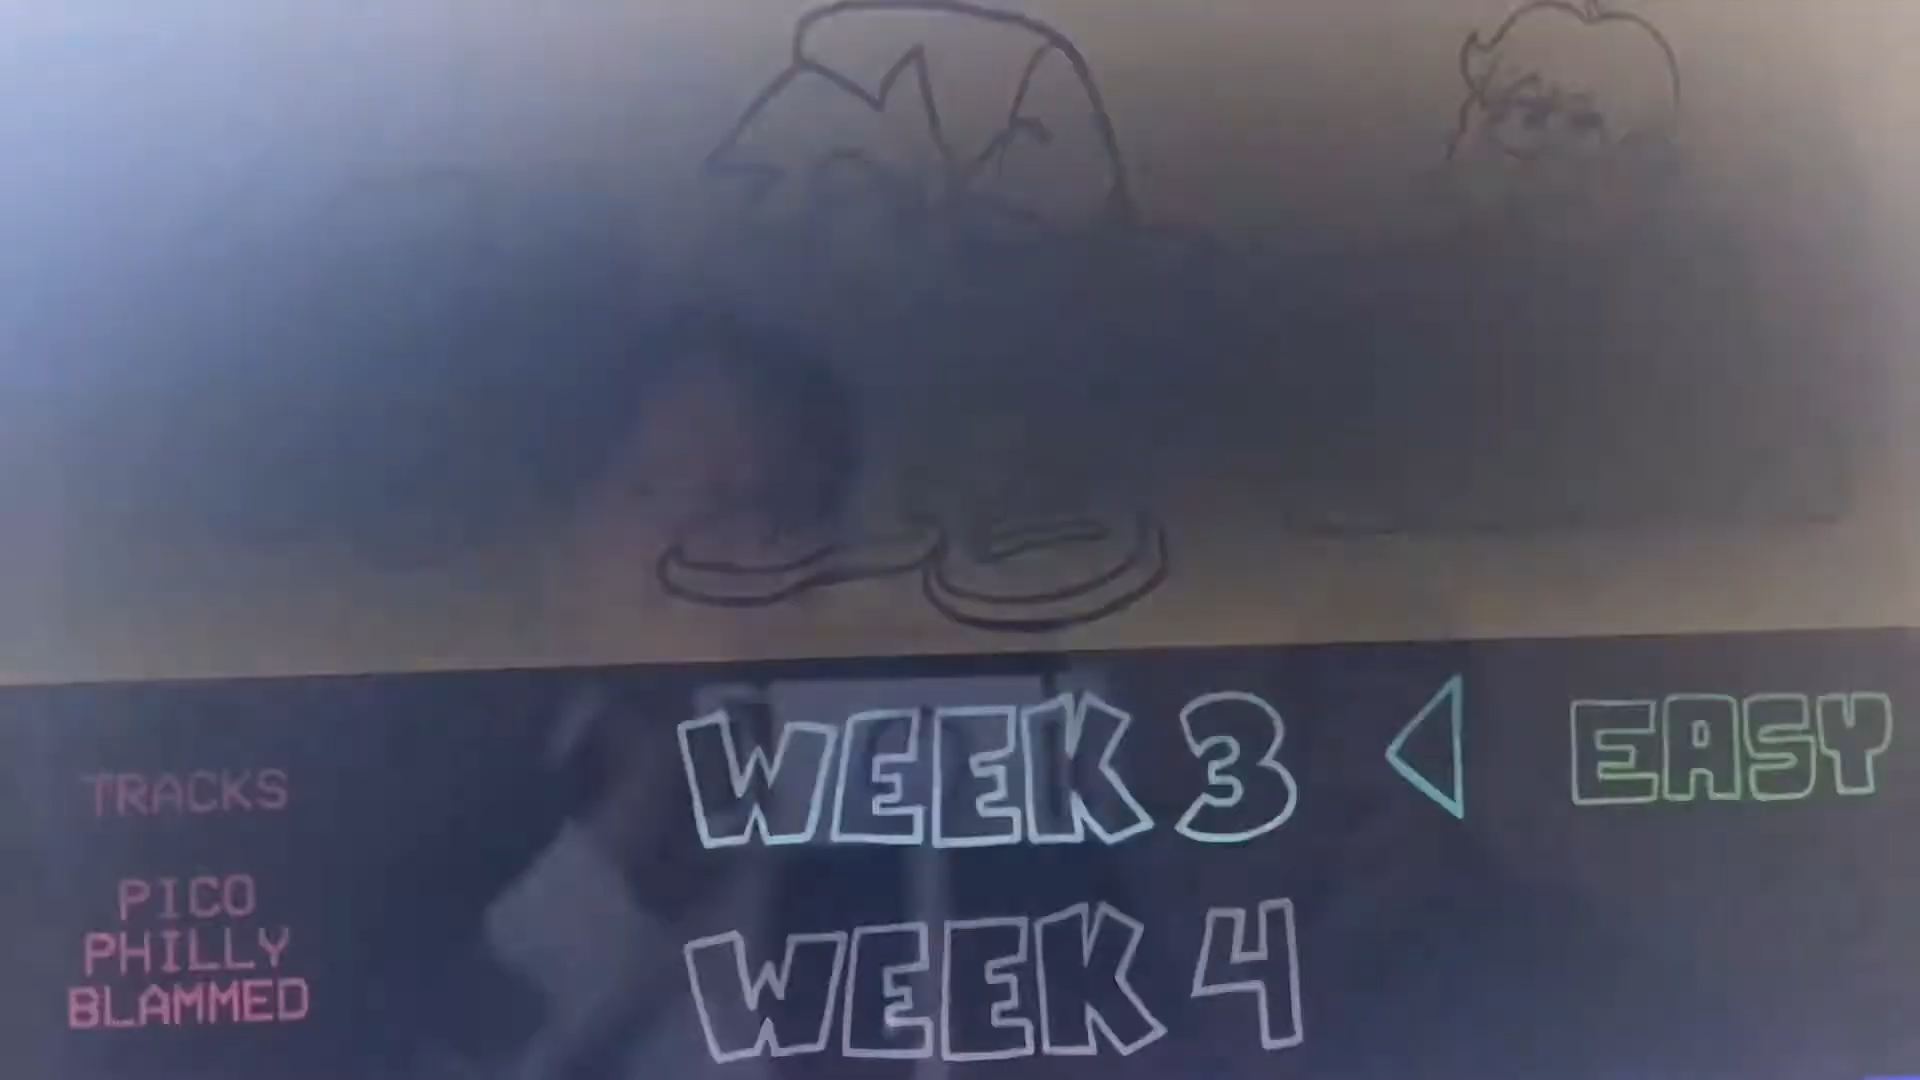 WEEK 3
EASY
TRACKS
PICO
PHILLY
BLAMMED
WEEK 4